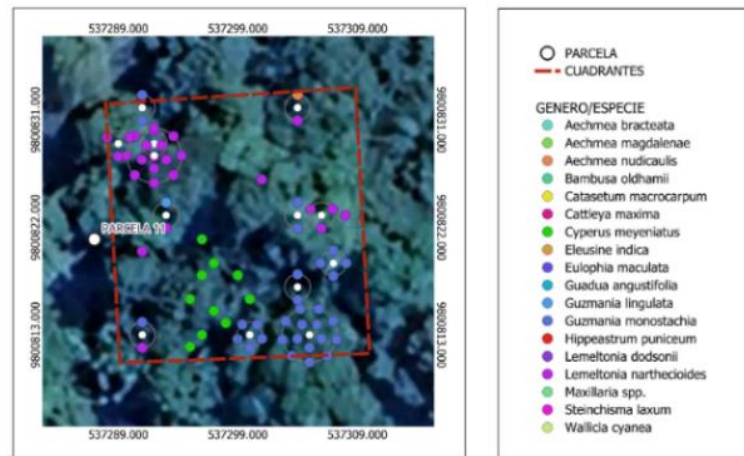 537289.000 537299.000 537309.000
9800831.000
9800822.000
9800813.000
9800831.000
9800822.000
9800813.000
PARCELA 11
537289.000 537299.000 537309.000
PARCELA
CUADRANTES
GENERO/ESPECIE
Aechmea bracteata
Aechmea magdalenae
Aechmea nudicaulis
Bambusa oldhamii
Catasetum macrocarpum
Cattleya maxima
Cyperus meyeniatus
Eleusine indica
Eulophia maculata
Guadua angustifolia
Guzmania lingulata
Guzmania monostachia
Hippeastrum puniceum
Lemeltonia dodsonii
Lemeltonia narthecioides
Maxillaria spp.
Steinchisma laxum
Wallicia cyanea